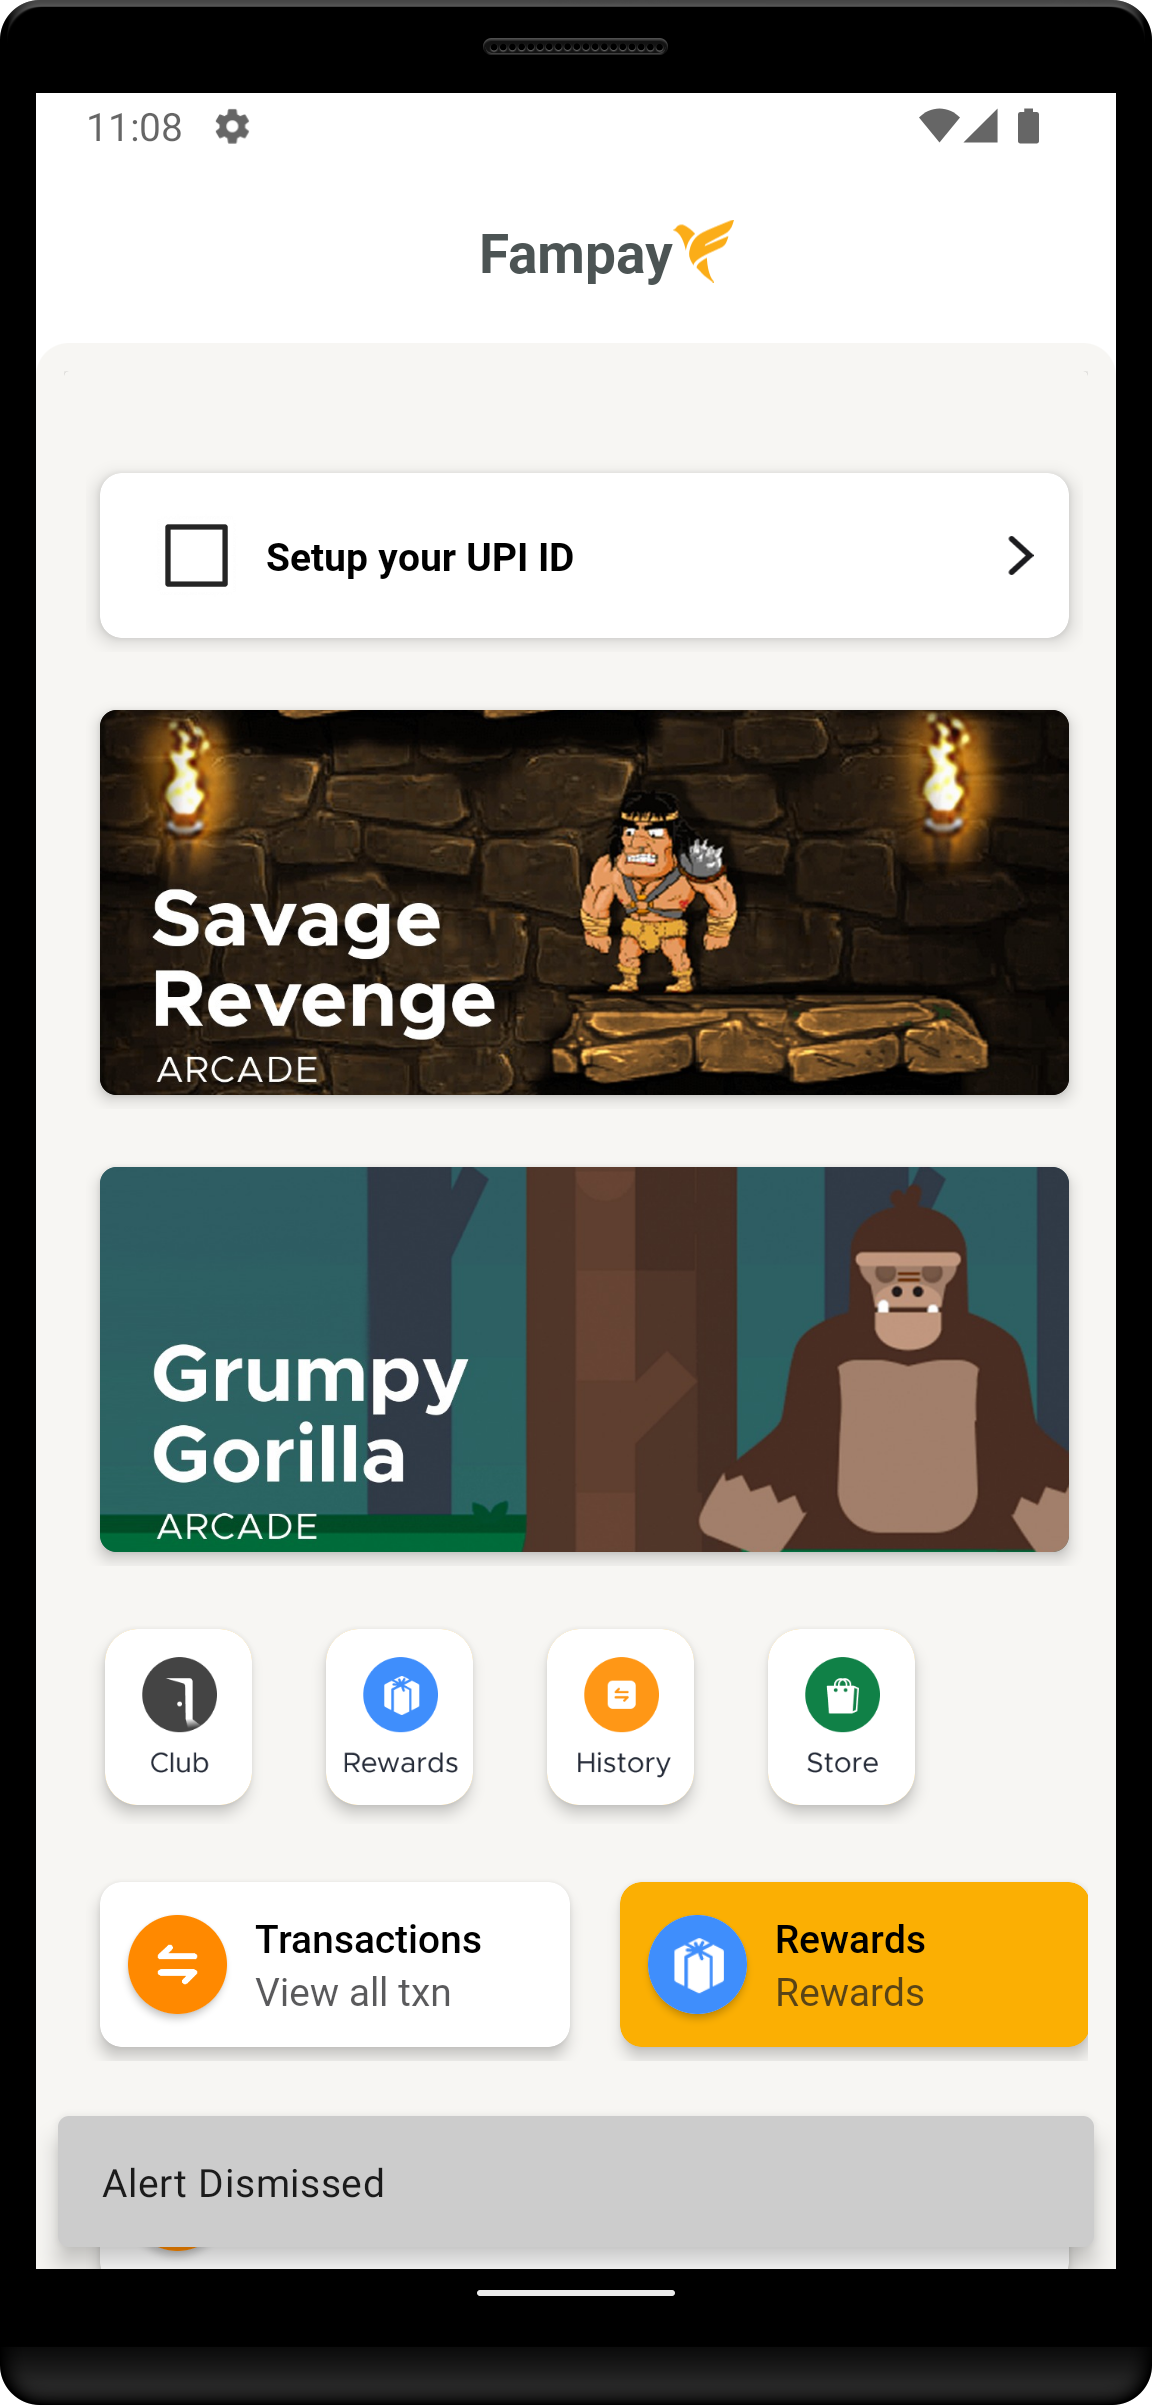 11:08
Fampay
Setup your UPI ID
Savage
Revenge
ARCADE
Grumpy
Gorilla
ARCADE
Club
Rewards
History
Store
Transactions
View all txn
Rewards
Rewards
Alert Dismissed